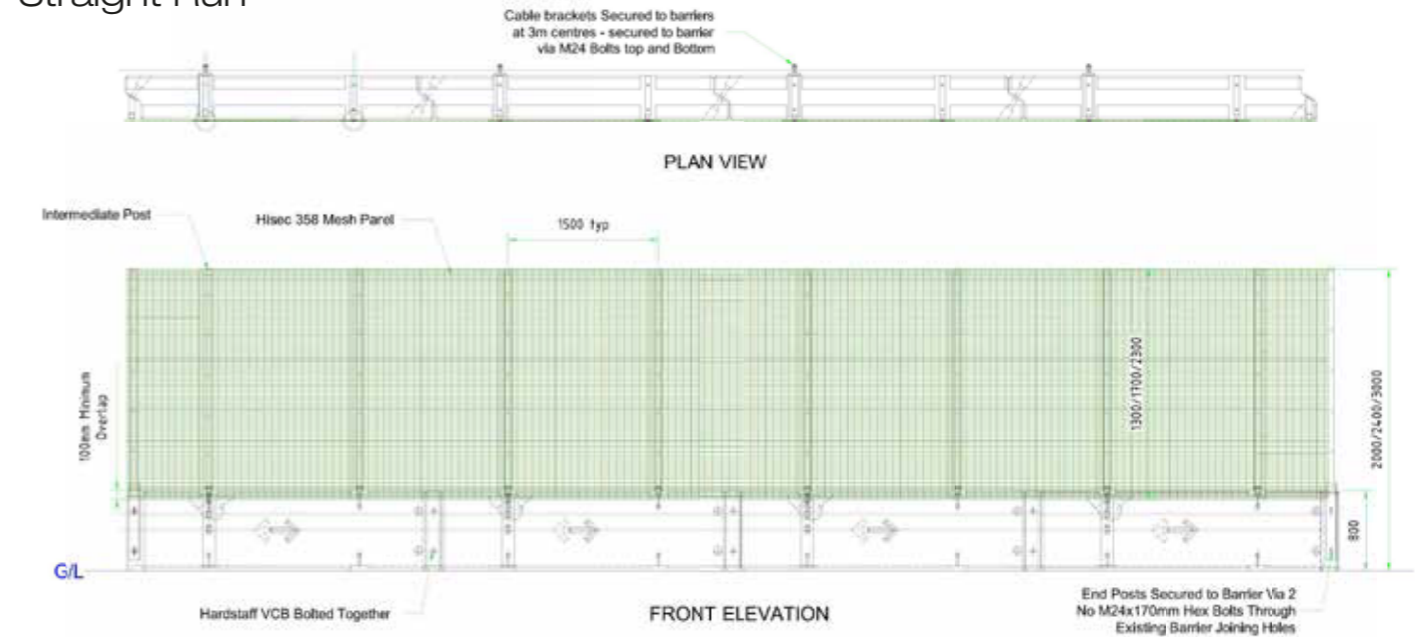 Straight Run
Cable brackets Secured to barriers
at 3m centres - secured to barrier
via M24 Bolts top and Bottom
PLAN VIEW
Intermediate Post
Hisec 358 Mesh Panel
1500 typ
100mm Minimum
Overlap
1300/1700/2300
2000/2400/3000
800
G/L
Hardstaff VCB Bolted Together
FRONT ELEVATION
End Posts Secured to Barrier Via 2
No M24x170mm Hex Bolts Through
Existing Barrier Joining Holes